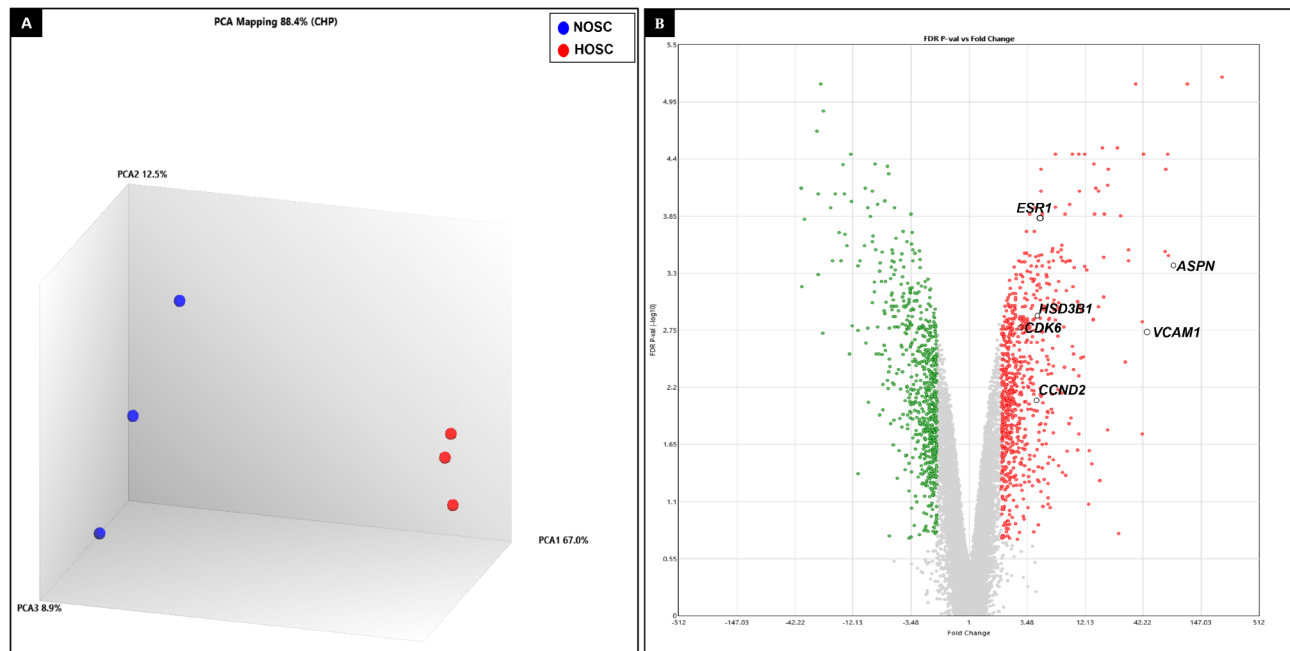 A
PCA Mapping 88.4% (CHP)
NOSC
HOSC
PCA2 12.5%
PCA1 67.0%
PCA3 8.9%
B
FDR P-val vs Fold Change
FDR P-val (-log10)
5.5
4.95
4.4
3.85
3.3
2.75
2.2
1.65
1.1
0.55
0
ESR1
ASPN
HSD3B1
CDK6
VCAM1
CCND2
-512 -147.03 -42.22 -12.13 -3.48 1 3.48 12.13 42.22 147.03 512
Fold Change